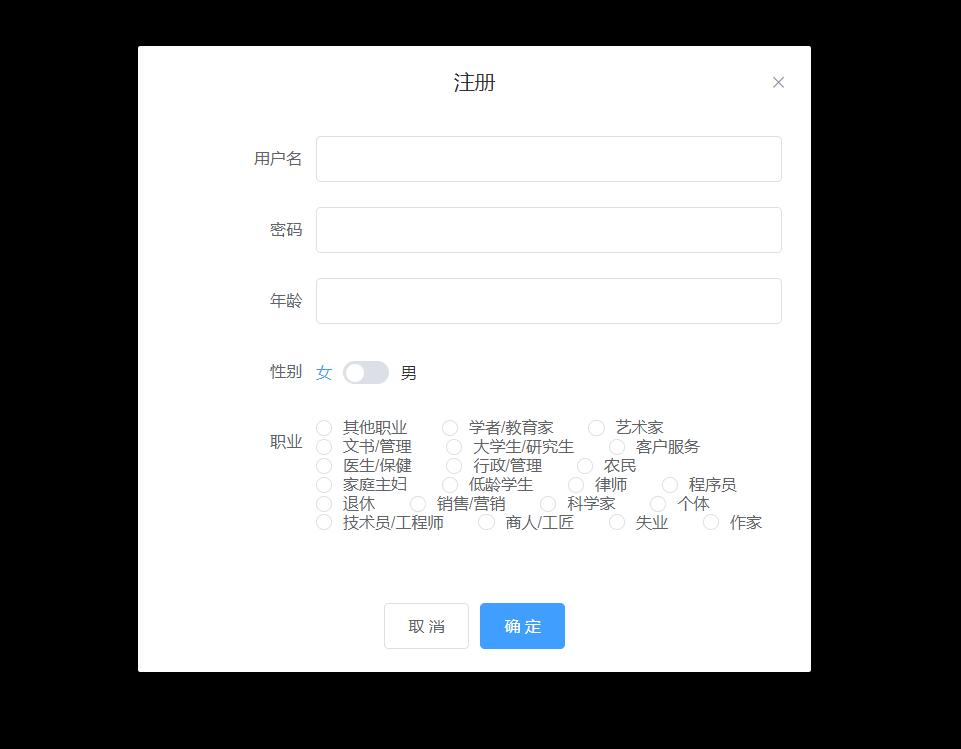 注册
用户名
密码
年龄
性别 女 男
职业 其他职业 学者/教育家 艺术家
文书/管理 大学生/研究生 客户服务
医生/保健 行政/管理 农民
家庭主妇 低龄学生 律师 程序员
退休 销售/营销 科学家 个体
技术员/工程师 商人/工匠 失业 作家
取 消 确 定